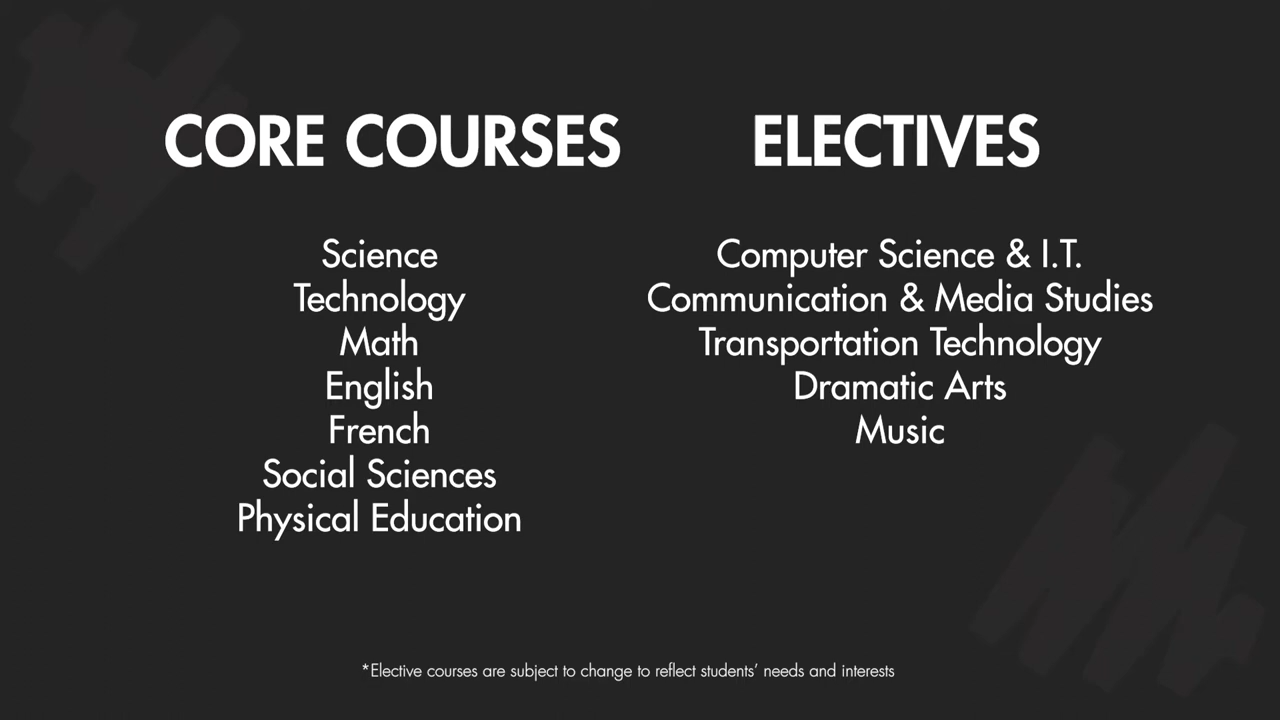 CORE COURSES
Science
Technology
Math
English
French
Social Sciences
Physical Education
ELECTIVES
Computer Science & I.T.
Communication & Media Studies
Transportation Technology
Dramatic Arts
Music
*Elective courses are subject to change to reflect students’ needs and interests